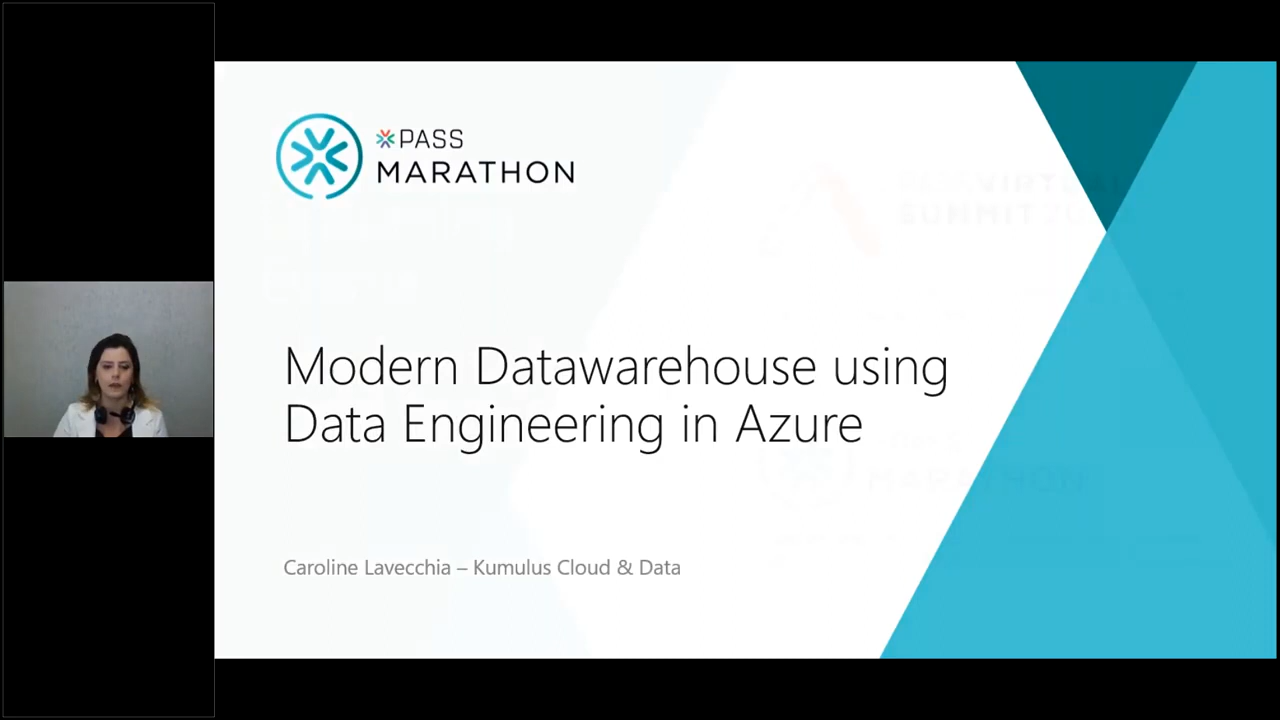 PASS
MARATHON
Modern Datawarehouse using
Data Engineering in Azure
Caroline Lavecchia – Kumulus Cloud & Data